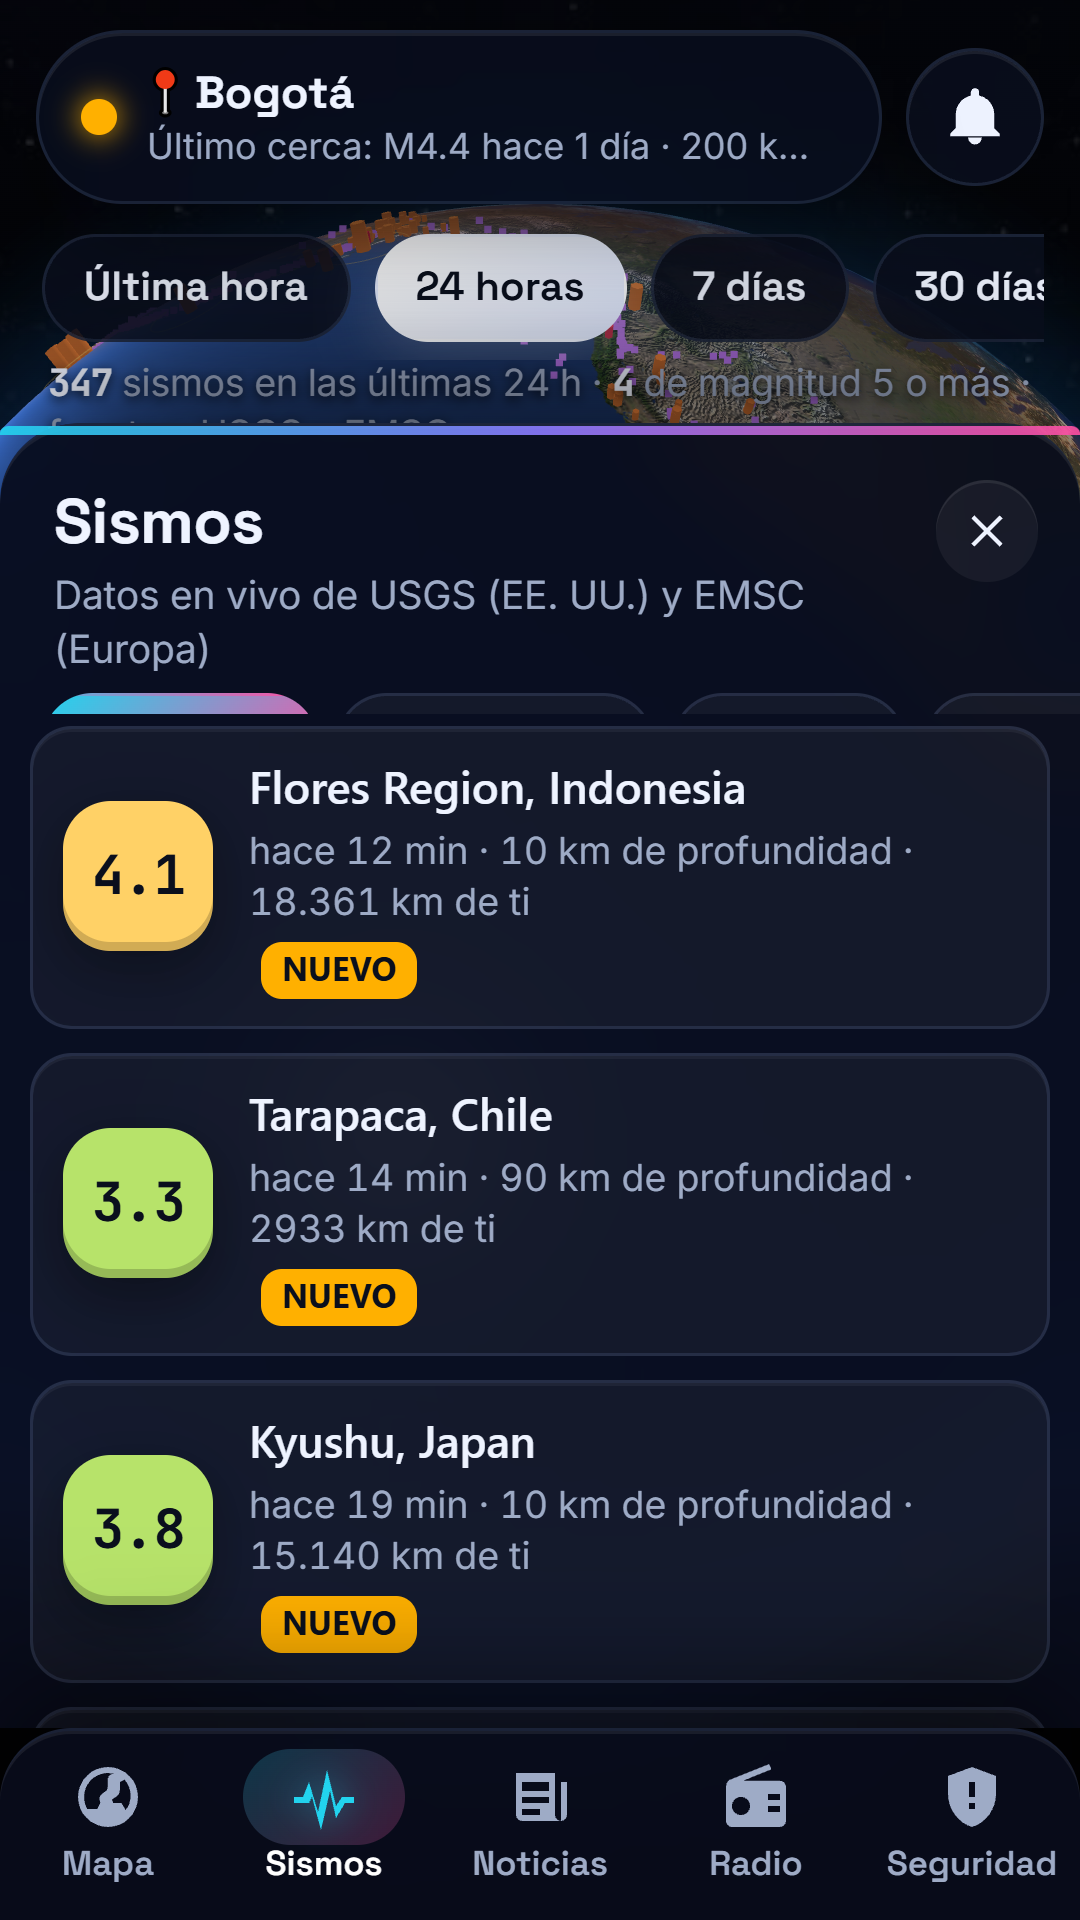 Bogotá
Último cerca: M4.4 hace 1 día · 200 k...
Última hora
24 horas
7 días
30 días
347 sismos en las últimas 24 h · 4 de magnitud 5 o más ·
Sismos
Datos en vivo de USGS (EE. UU.) y EMSC
(Europa)
4.1
Flores Region, Indonesia
hace 12 min · 10 km de profundidad ·
18.361 km de ti
NUEVO
3.3
Tarapaca, Chile
hace 14 min · 90 km de profundidad ·
2933 km de ti
NUEVO
3.8
Kyushu, Japan
hace 19 min · 10 km de profundidad ·
15.140 km de ti
NUEVO
Mapa
Sismos
Noticias
Radio
Seguridad